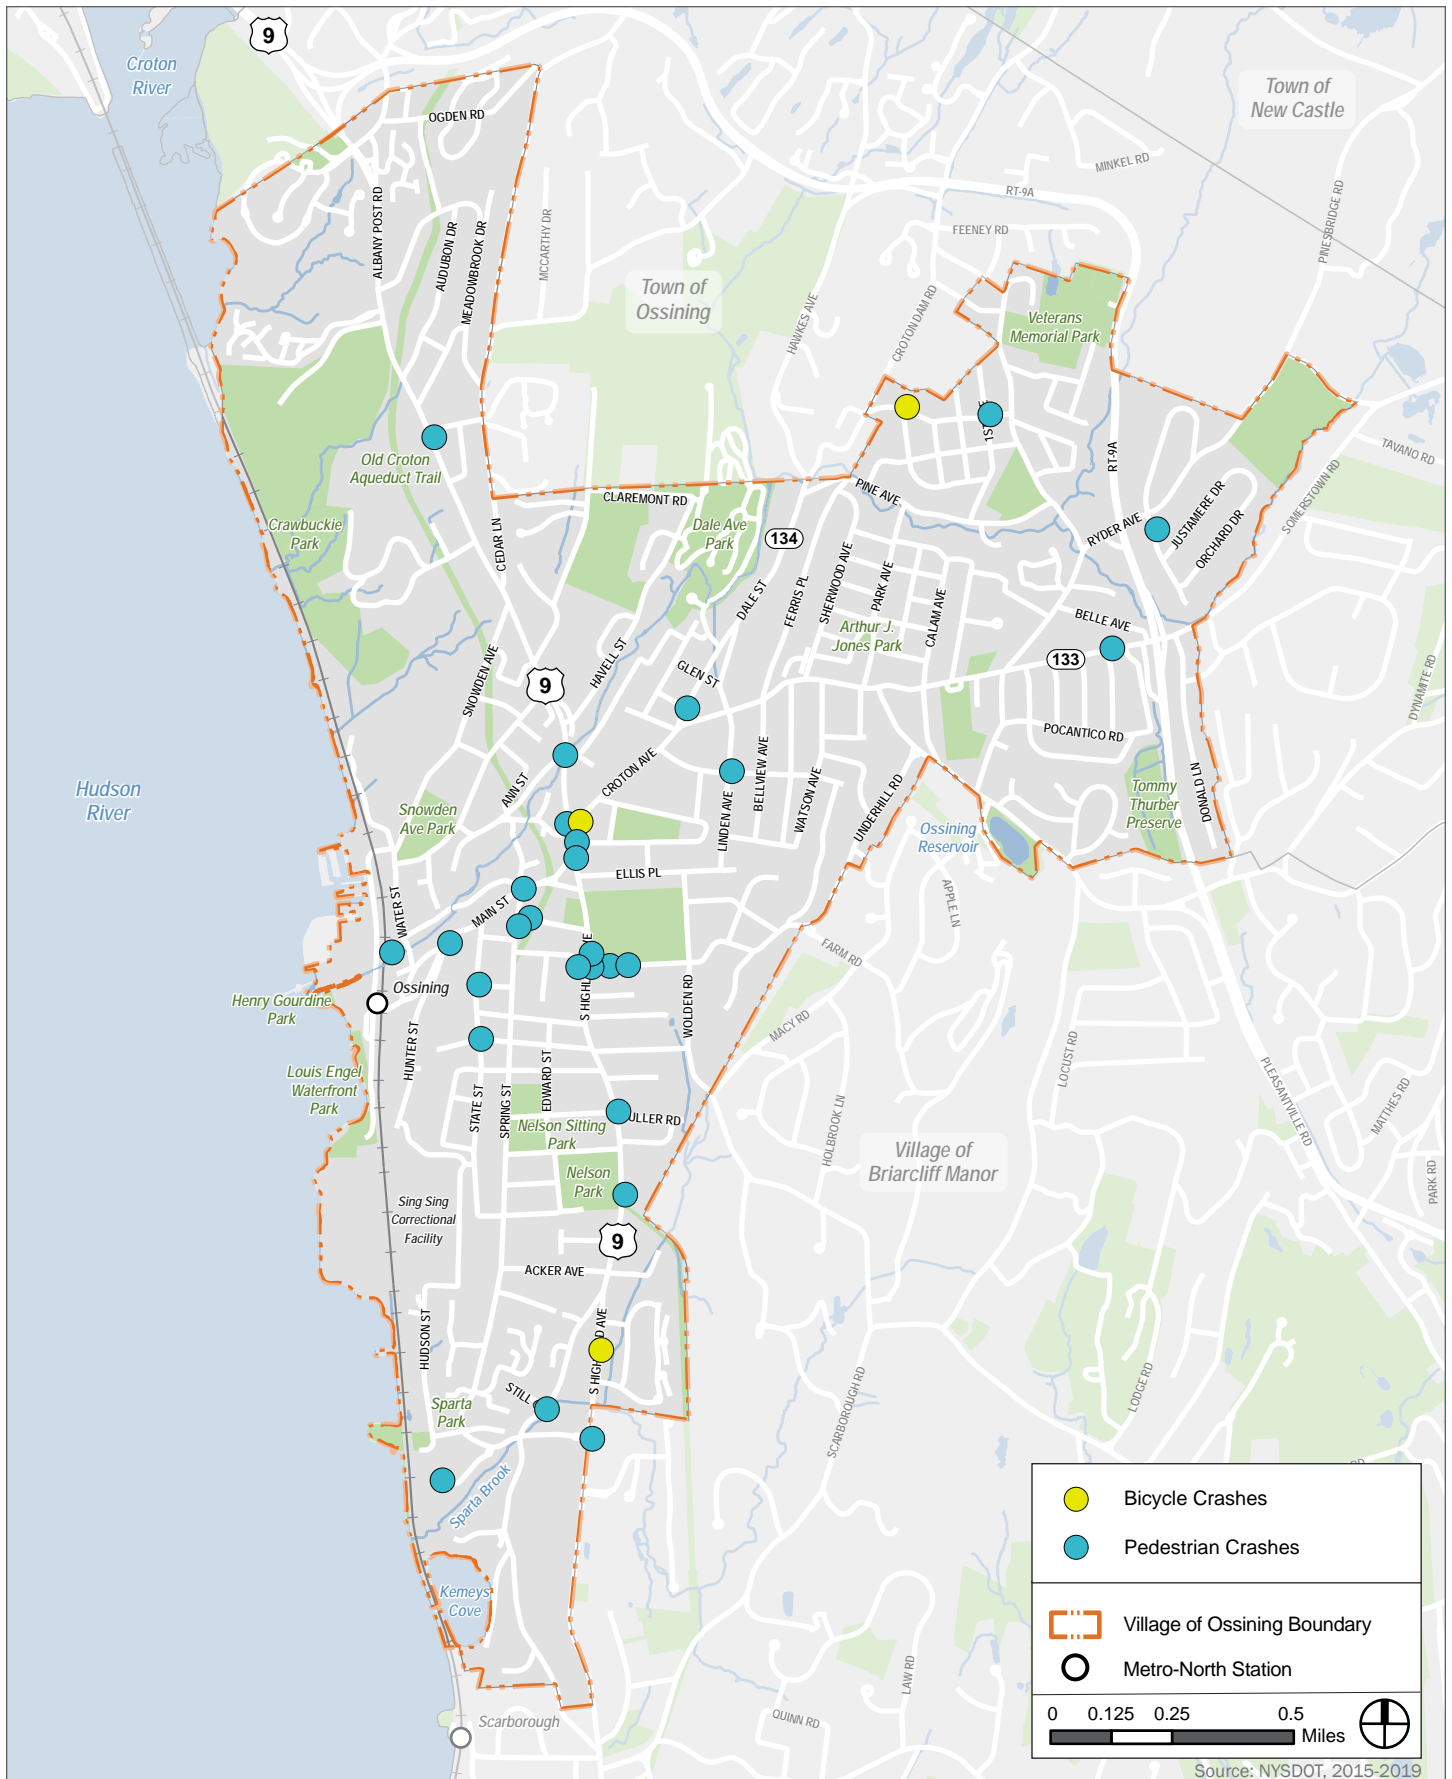 9
Croton
River
Town of
New Castle
OGDEN RD
MINKEL RD
RT-9A
ALBANY POST RD
AUDUBON DR
MEADOWBROOK DR
MCCARTHY DR
FEENEY RD
PINESBRIDGE RD
Town of
Ossining
HAWKES AVE
CROTON DAM RD
Veterans
Memorial Park
Old Croton
Aqueduct Trail
RT-9A
TAVANO RD
SOMERSTOWN RD
CLAREMONT RD
PINE AVE
Crawbuckie
Park
CEDAR LN
Dale Ave
Park
134
RYDER AVE
JUSTAMERE DR
ORCHARD DR
DALE ST
FERRIS PL
SHERWOOD AVE
PARK AVE
CALAM AVE
Arthur J.
Jones Park
BELLE AVE
133
SNOWDEN AVE
HAVELL ST
GLEN ST
9
DYNAMITE RD
POCANTICO RD
Hudson
River
ANN ST
CROTON AVE
LINDEN AVE
BELLVIEW AVE
WATSON AVE
UNDERHILL RD
DONALD LN
Tommy
Thurber
Preserve
Snowden
Ave Park
Ossining
Reservoir
ELLIS PL
APPLE LN
WATER ST
MAIN ST
FARM RD
Ossining
S HIGHL
VE
WOLDEN RD
Henry Gourdine
Park
MACY RD
HUNTER ST
LOCUST RD
PLEASANTVILLE RD
Louis Engel
Waterfront
Park
STATE ST
SPRING ST
EDWARD ST
ULLER RD
Nelson Sitting
Park
HOLBROOK LN
MATTHES RD
Village of
Briarcliff Manor
Nelson
Park
PARK RD
Sing Sing
Correctional
Facility
9
ACKER AVE
HUDSON ST
S HIGH
D AVE
STILL
Sparta
Park
SCARBOROUGH RD
LODGE RD
RD
Sparta Brook
Kemeys
Cove
LAW RD
QUINN RD
Scarborough
Bicycle Crashes
Pedestrian Crashes
Village of Ossining Boundary
Metro-North Station
0 0.125 0.25 0.5
Miles
Source: NYSDOT, 2015-2019